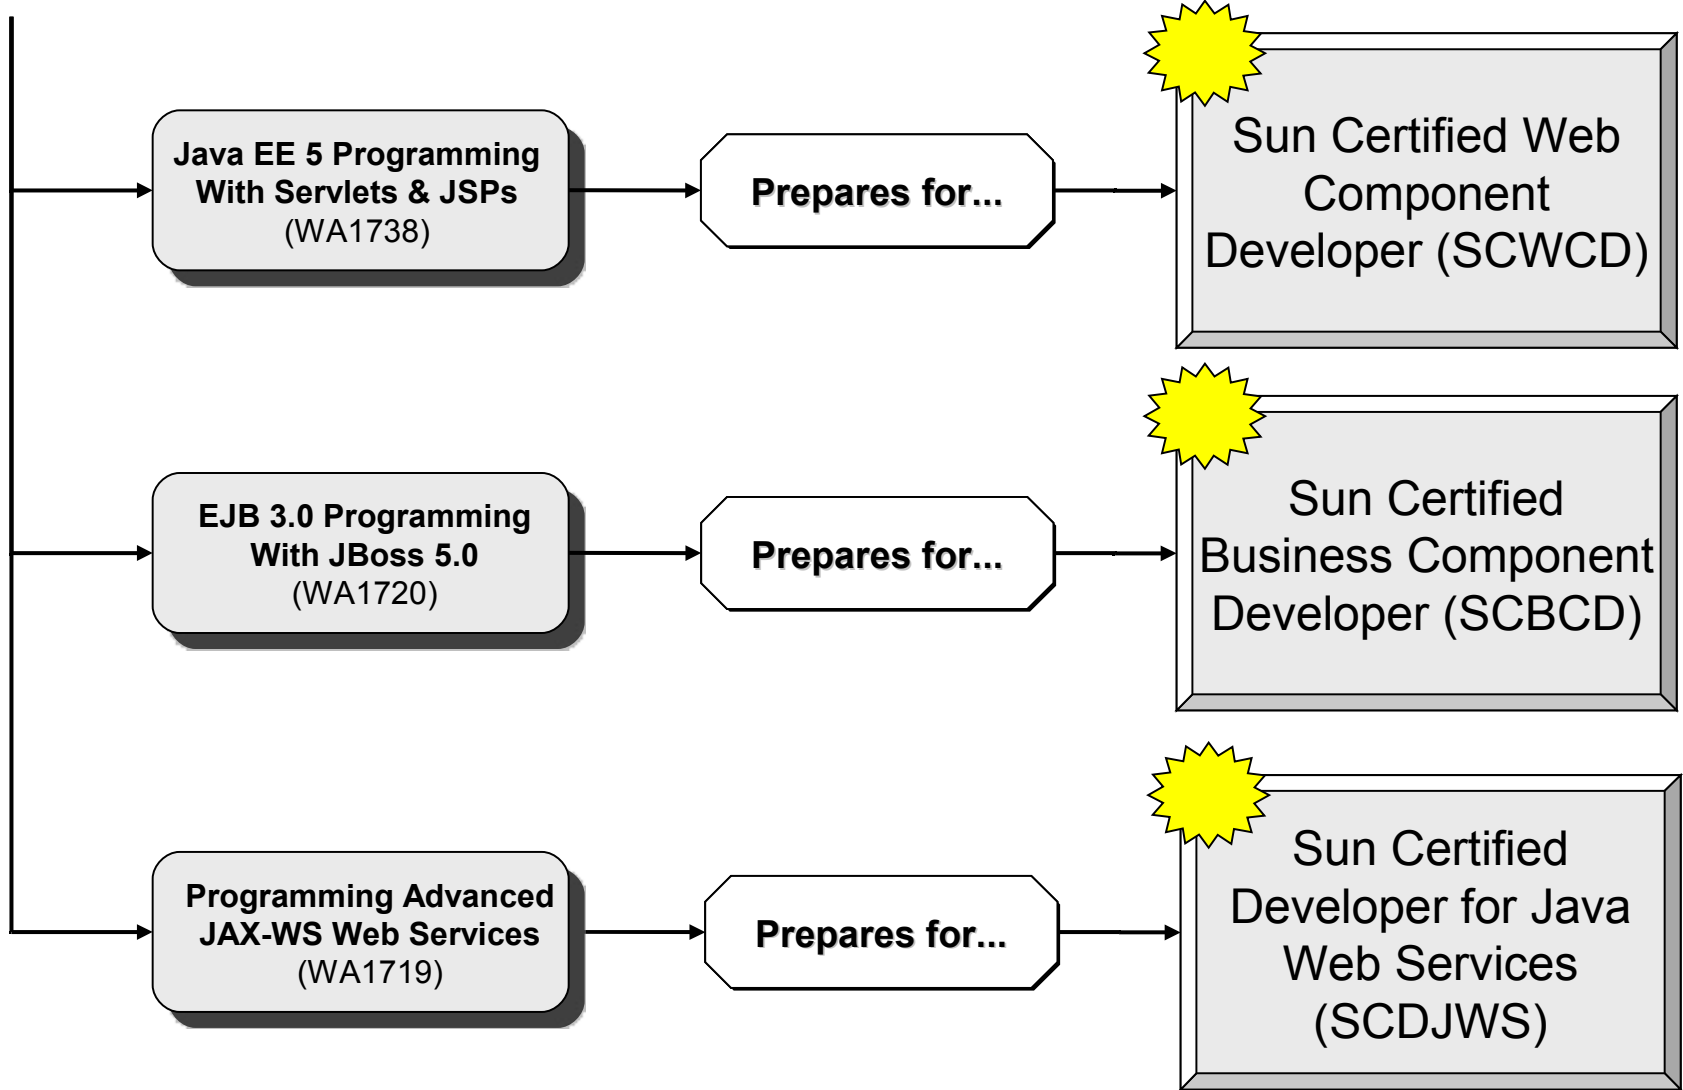 Java EE 5 Programming
With Servlets & JSPs
(WA1738)
Prepares for...
Sun Certified Web
Component
Developer (SCWCD)
EJB 3.0 Programming
With JBoss 5.0
(WA1720)
Prepares for...
Sun Certified
Business Component
Developer (SCBCD)
Programming Advanced
JAX-WS Web Services
(WA1719)
Prepares for...
Sun Certified
Developer for Java
Web Services
(SCDJWS)